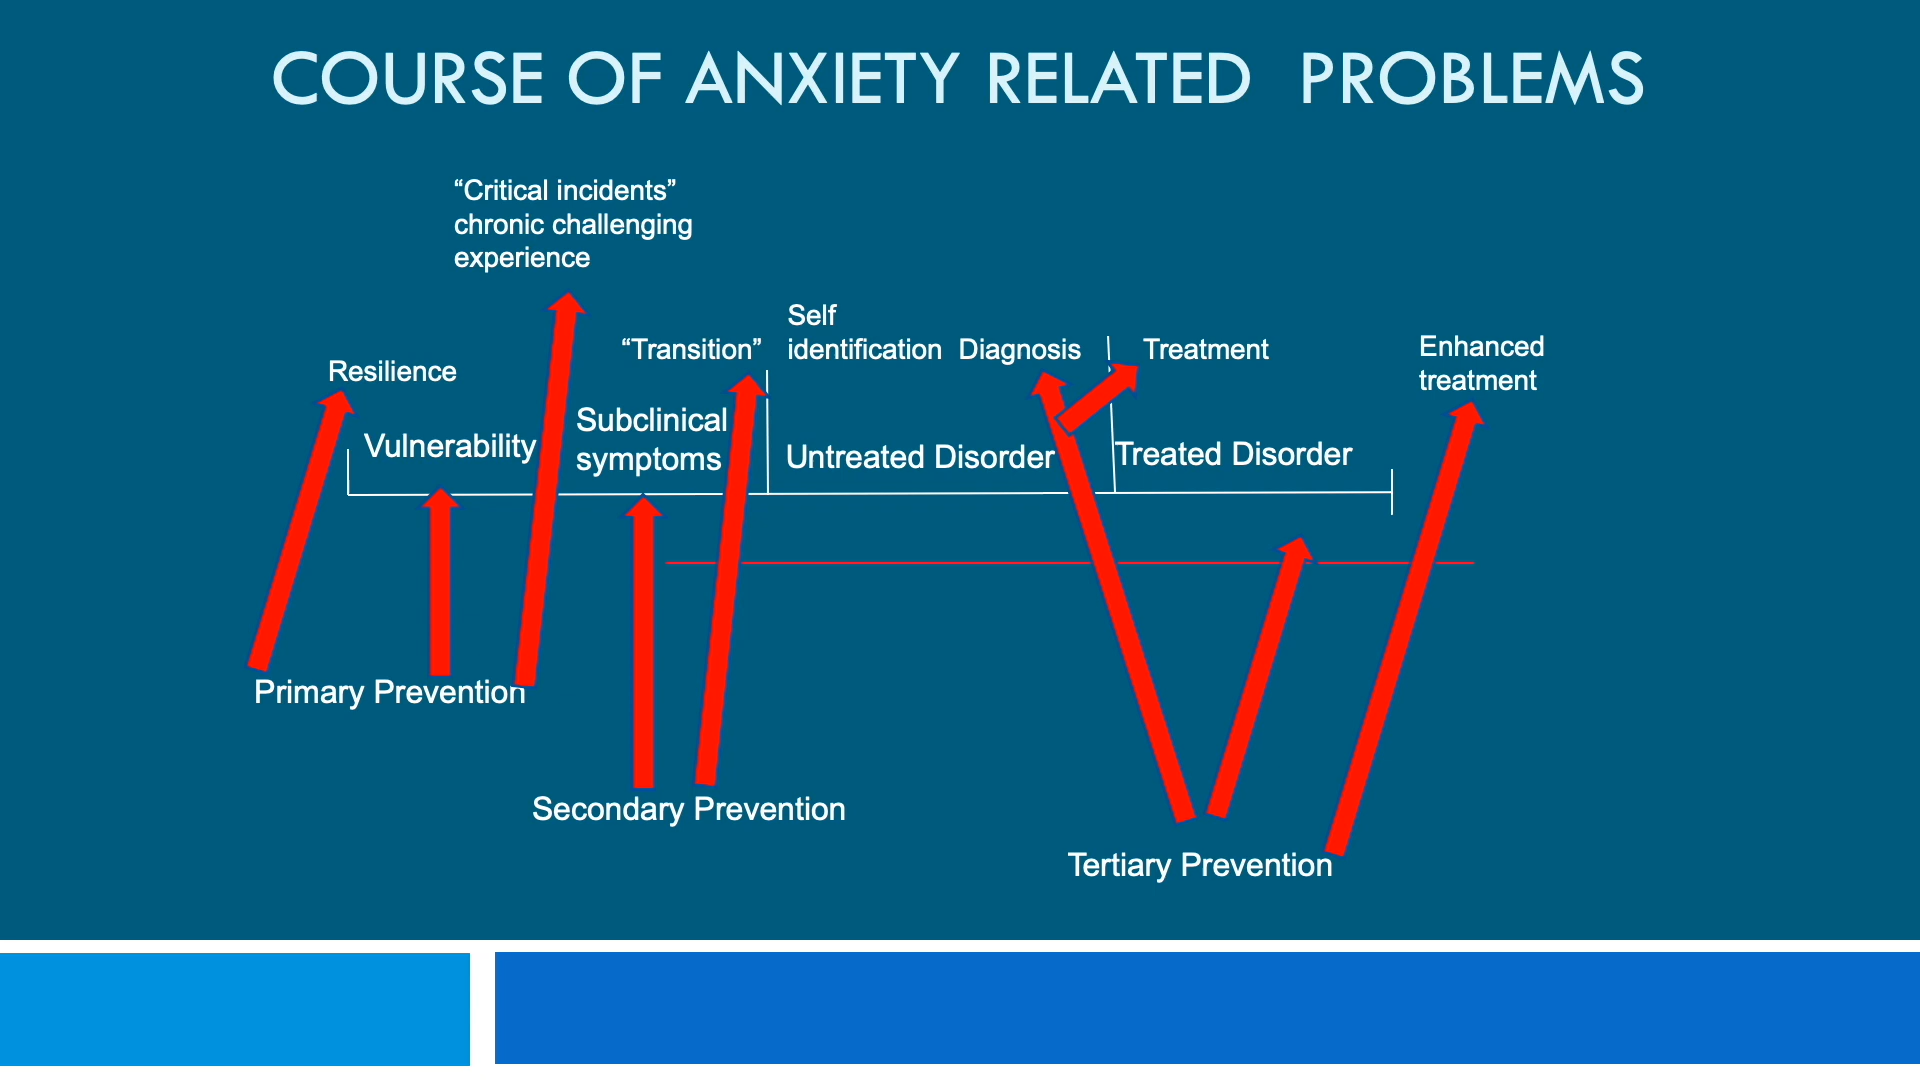 COURSE OF ANXIETY RELATED  PROBLEMS
“Critical incidents”
chronic challenging
experience
Resilience
“Transition”
Self
identification
Diagnosis
Treatment
Enhanced
treatment
Vulnerability
Subclinical
symptoms
Untreated Disorder
Treated Disorder
Primary Prevention
Secondary Prevention
Tertiary Prevention